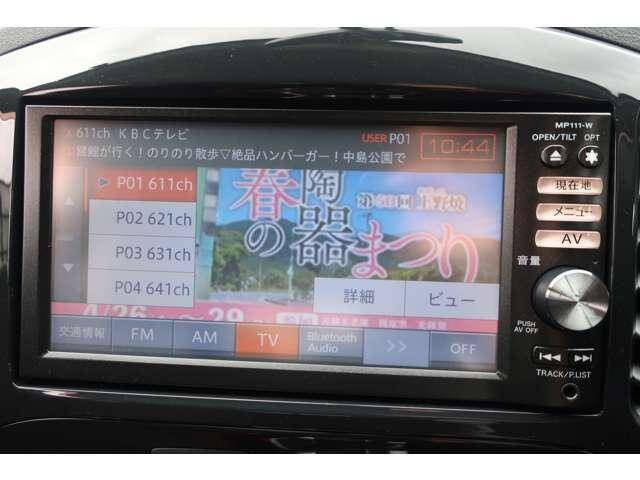 MP111-W
611ch KBCテレビ
USER P01
10:44
OPEN/TILT OPT
が行く！のりのり散歩▽絶品ハンバーガー！中島公園で
P01 611ch
P02 621ch
P03 631ch
P04 641ch
春の陶器まつり
回 上野焼
4/26
29
詳細
ビュー
交通情報
FM
AM
TV
Bluetooth Audio
>>
OFF
現在地
メニュー
AV
音量
PUSH
AV OFF
TRACK/P.LIST